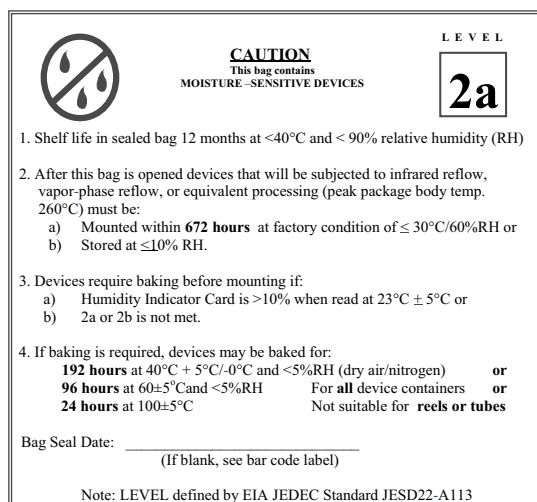 LEVEL
CAUTION
This bag contains
MOISTURE –SENSITIVE DEVICES
2a
1. Shelf life in sealed bag 12 months at <40°C and < 90% relative humidity (RH)
2. After this bag is opened devices that will be subjected to infrared reflow,
vapor-phase reflow, or equivalent processing (peak package body temp.
260°C) must be:
a) Mounted within 672 hours at factory condition of ≤ 30°C/60%RH or
b) Stored at ≤10% RH.
3. Devices require baking before mounting if:
a) Humidity Indicator Card is >10% when read at 23°C ± 5°C or
b) 2a or 2b is not met.
4. If baking is required, devices may be baked for:
192 hours at 40°C + 5°C/-0°C and <5%RH (dry air/nitrogen) or
96 hours at 60±5°Cand <5%RH For all device containers or
24 hours at 100±5°C Not suitable for reels or tubes
Bag Seal Date: ______________________________
(If blank, see bar code label)
Note: LEVEL defined by EIA JEDEC Standard JESD22-A113